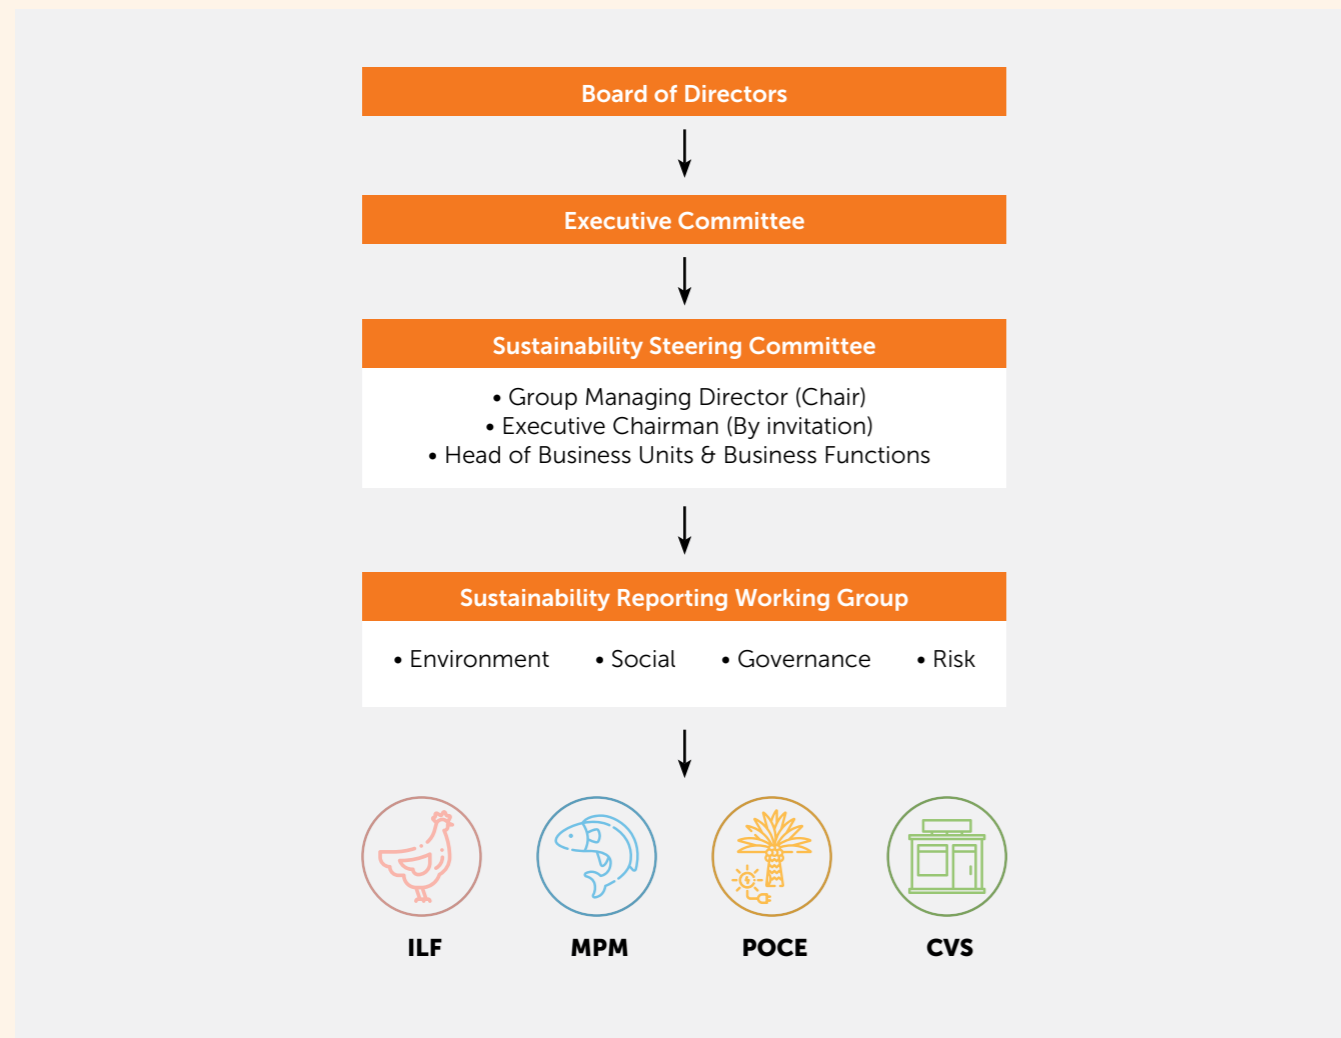 Board of Directors
Executive Committee
Sustainability Steering Committee
• Group Managing Director (Chair)
• Executive Chairman (By invitation)
• Head of Business Units & Business Functions
Sustainability Reporting Working Group
• Environment • Social • Governance • Risk
ILF MPM POCE CVS